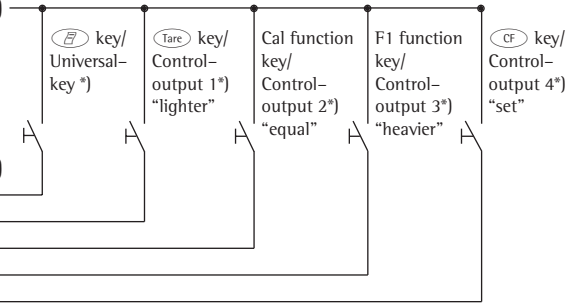 key/
Universal–
key *)
Tare key/
Control–
output 1*)
“lighter”
Cal function
key/
Control–
output 2*)
“equal”
F1 function
key/
Control–
output 3*)
“heavier”
CF key/
Control–
output 4*)
“set”